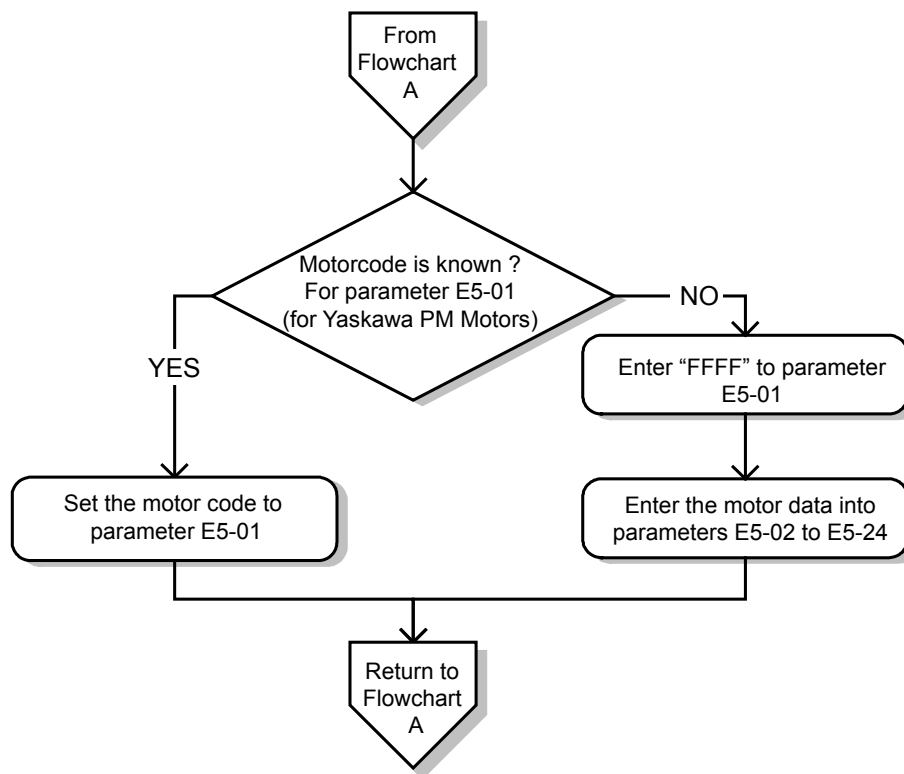 From
Flowchart
A
Motorcode is known ?
For parameter E5-01
(for Yaskawa PM Motors)
YES
NO
Enter “FFFF” to parameter
E5-01
Set the motor code to
parameter E5-01
Enter the motor data into
parameters E5-02 to E5-24
Return to
Flowchart
A